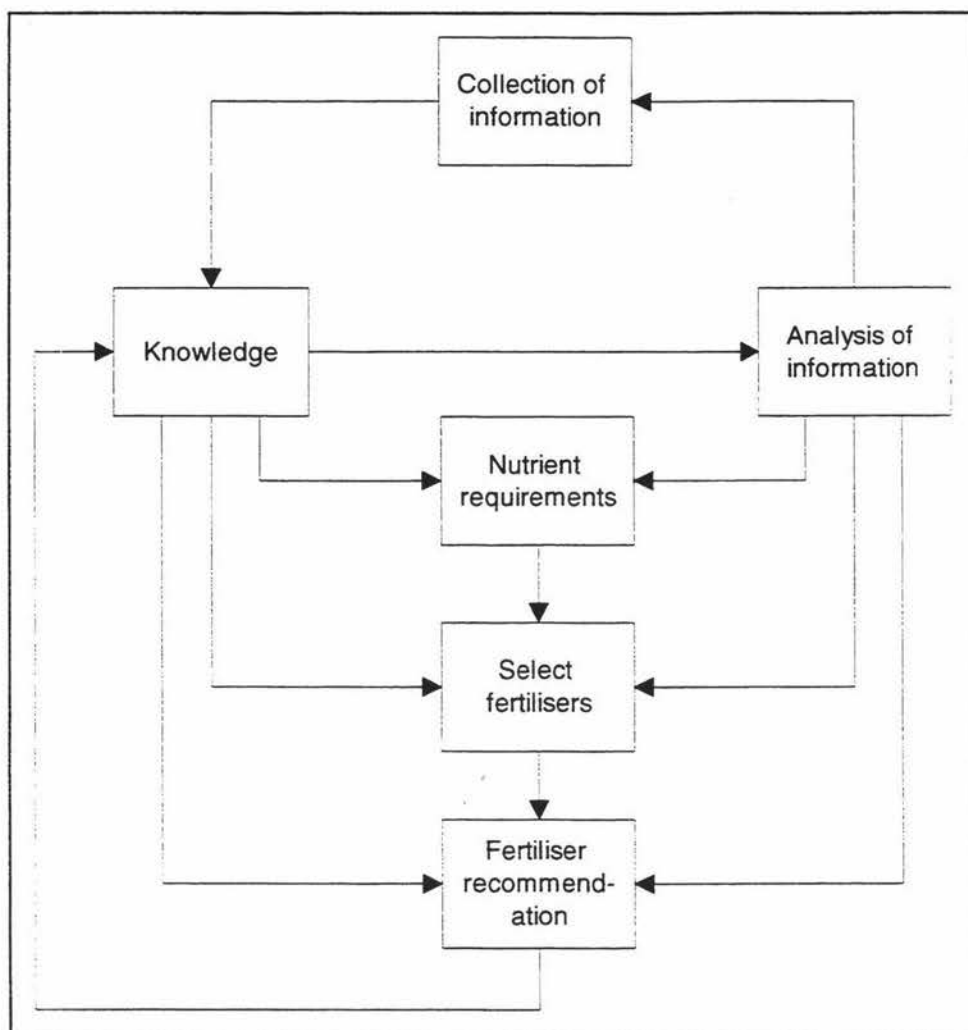 Collection of
information
Knowledge
Analysis of
information
Nutrient
requirements
Select
fertilisers
Fertiliser
recommend-
ation